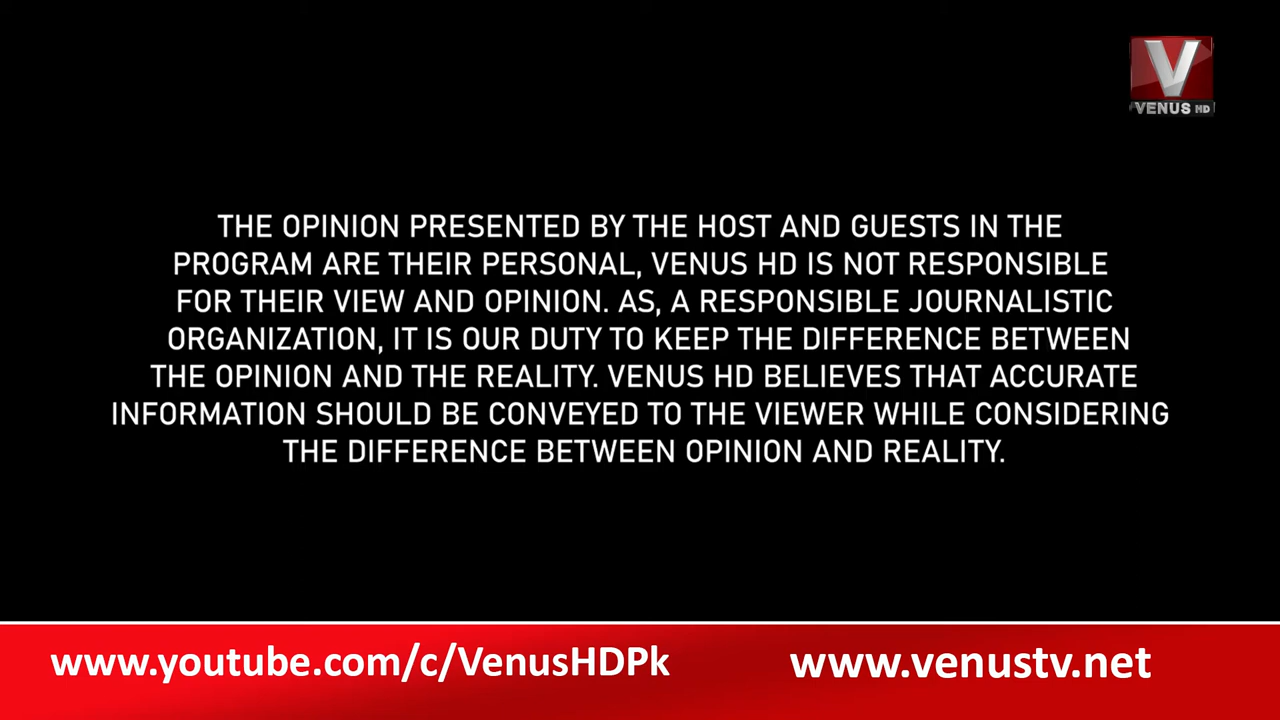 V
VENUS HD
THE OPINION PRESENTED BY THE HOST AND GUESTS IN THE
PROGRAM ARE THEIR PERSONAL, VENUS HD IS NOT RESPONSIBLE
FOR THEIR VIEW AND OPINION. AS, A RESPONSIBLE JOURNALISTIC
ORGANIZATION, IT IS OUR DUTY TO KEEP THE DIFFERENCE BETWEEN
THE OPINION AND THE REALITY. VENUS HD BELIEVES THAT ACCURATE
INFORMATION SHOULD BE CONVEYED TO THE VIEWER WHILE CONSIDERING
THE DIFFERENCE BETWEEN OPINION AND REALITY.
www.youtube.com/c/VenusHDPk
www.venustv.net